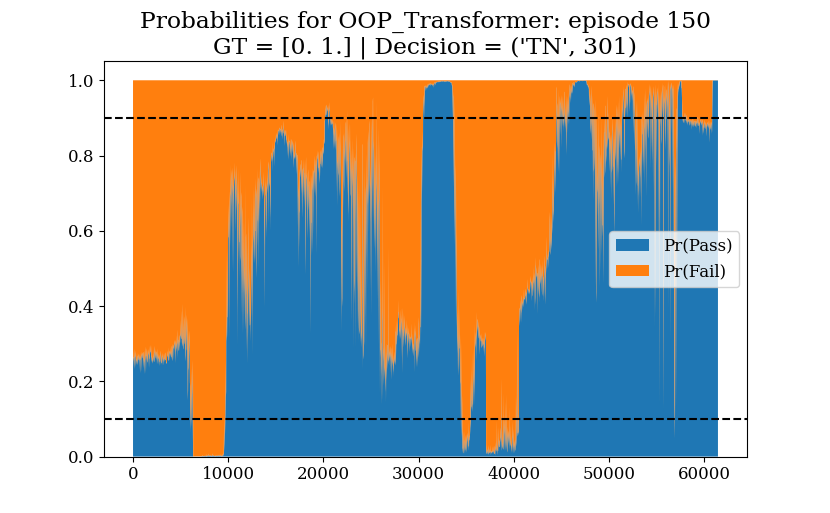 Probabilities for OOP_Transformer: episode 150
GT = [0. 1.] | Decision = ('TN', 301)
1.0
0.8
0.6
0.4
0.2
0.0
Pr(Pass)
Pr(Fail)
0 10000 20000 30000 40000 50000 60000